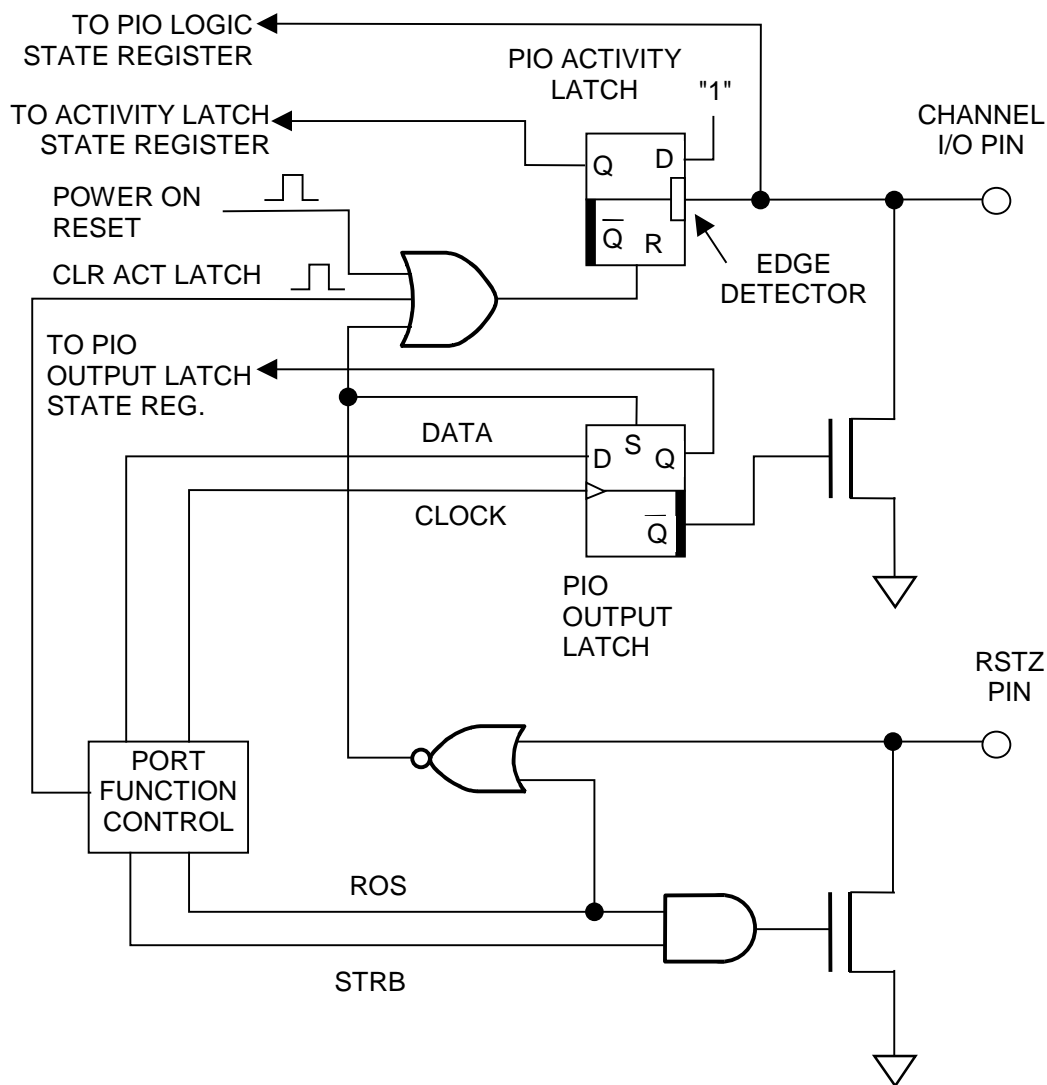 TO PIO LOGIC
STATE REGISTER
PIO ACTIVITY
LATCH
"1"
TO ACTIVITY LATCH
STATE REGISTER
CHANNEL
I/O PIN
Q
D
POWER ON
RESET
Q
R
EDGE
DETECTOR
CLR ACT LATCH
TO PIO
OUTPUT LATCH
STATE REG.
DATA
S
D
Q
CLOCK
Q
PIO
OUTPUT
LATCH
RSTZ
PIN
PORT
FUNCTION
CONTROL
ROS
STRB